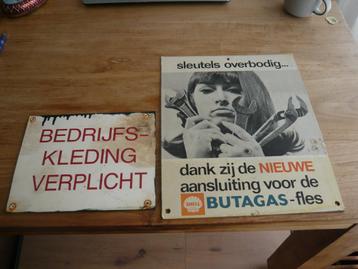 BEDRIJFS-
KLEDING
VERPLICHT
sleutels overbodig...
dank zij de NIEUWE
aansluiting voor de
SHELL BUTAGAS-fles